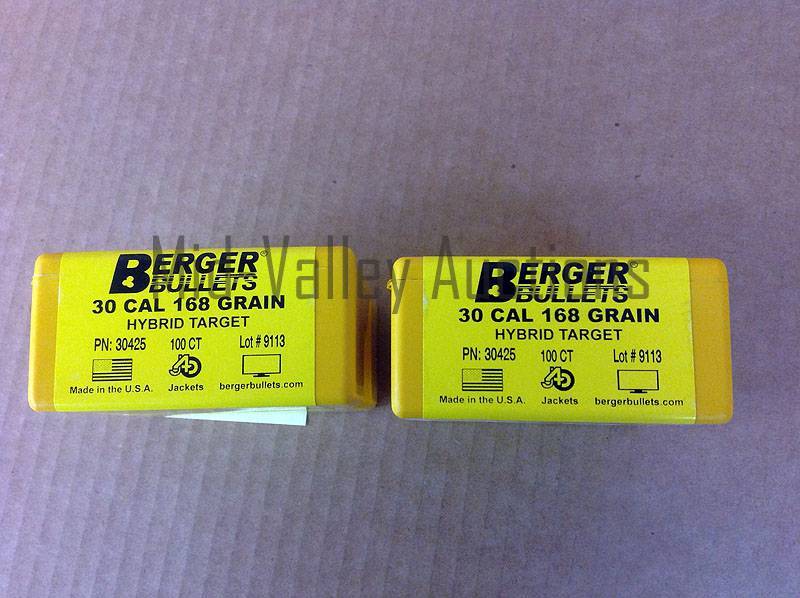 Mid Valley Auctions
BERGER
BULLETS
30 CAL 168 GRAIN
HYBRID TARGET
PN: 30425 100 CT Lot # 9113
Made in the U.S.A. Jackets bergerbullets.com
BERGER
BULLETS
30 CAL 168 GRAIN
HYBRID TARGET
PN: 30425 100 CT Lot # 9113
Made in the U.S.A. Jackets bergerbullets.com